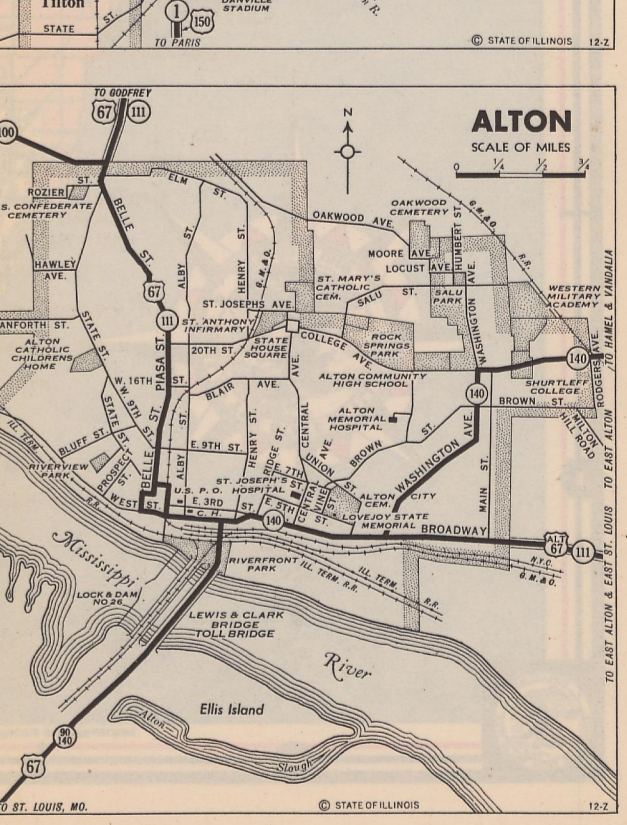 Tilton
STATE
ST.
1
150
TO PARIS
DANVILLE
STADIUM
R.
© STATE OF ILLINOIS
12-Z
TO GODFREY
67
111
100
ALTON
SCALE OF MILES
0 1/4 1/2 3/4
N
ROZIER ST.
S. CONFEDERATE
CEMETERY
ELM ST.
BELLE ST.
OAKWOOD AVE.
OAKWOOD
CEMETERY
G.M.&O.
R.R.
HUMBERT ST.
MOORE AVE.
LOCUST AVE.
HAWLEY
AVE.
ALBY ST.
HENRY ST.
G.M.&O.
67
ST. MARY'S
CATHOLIC
CEM.
SALU ST.
SALU
PARK
WASHINGTON AVE.
WESTERN
MILITARY
ACADEMY
ST. JOSEPHS AVE.
111
ST. ANTHONY
INFIRMARY
ANFORTH ST.
STATE ST.
ALTON
CATHOLIC
CHILDRENS
HOME
20TH ST.
STATE
HOUSE
SQUARE
COLLEGE AVE.
ROCK
SPRINGS
PARK
140
RODGERS AVE.
TO HAMEL & VANDALIA
PIASA ST.
W. 16TH ST.
BLAIR AVE.
ALTON COMMUNITY
HIGH SCHOOL
SHURTLEFF
COLLEGE
140
BROWN ST.
MILTON
HILL ROAD
TO EAST ALTON
W. 9TH ST.
STATE ST.
ALTON
MEMORIAL
HOSPITAL
BROWN ST.
CENTRAL AVE.
ILL. TERM.
R.R.
BLUFF ST.
PROSPECT ST.
RIVERVIEW
PARK
BELLE ST.
ALBY ST.
E. 9TH ST.
HENRY ST.
RIDGE ST.
E. 7TH ST.
UNION ST.
WASHINGTON AVE.
MAIN ST.
ST. JOSEPH'S
HOSPITAL
U.S. P. O.
E. 3RD ST.
C. H.
E. 5TH ST.
CENTRAL
VINE ST.
ALTON CITY
CEM.
LOVEJOY STATE
MEMORIAL
WEST ST.
140
BROADWAY
ALT
67
111
N.Y.C.
G.M.&O.
TO EAST ALTON & EAST ST. LOUIS
Mississippi
River
RIVERFRONT
PARK
ILL. TERM. R.R.
ILL. TERM.
R.R.
LOCK & DAM
NO. 26
LEWIS & CLARK
BRIDGE
TOLL BRIDGE
Ellis Island
Alton
Slough
90
140
67
TO ST. LOUIS, MO.
© STATE OF ILLINOIS
12-Z